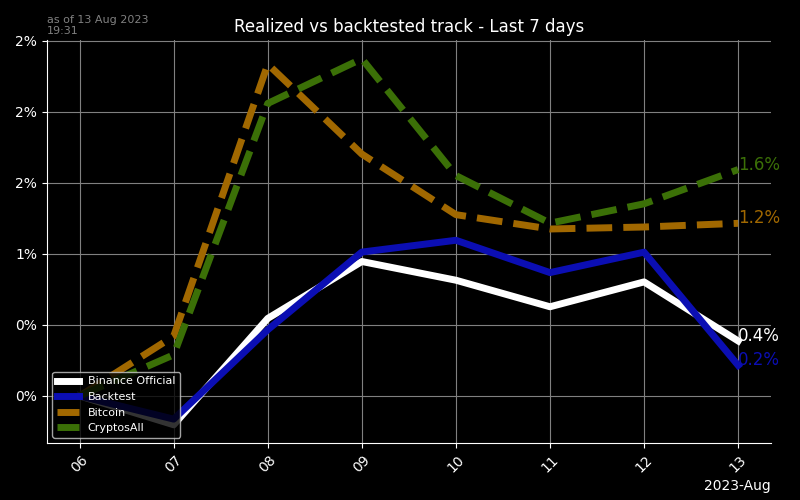 as of 13 Aug 2023
19:31
Realized vs backtested track - Last 7 days
2%
2%
2%
1%
0%
0%
1.6%
1.2%
0.4%
0.2%
Binance Official
Backtest
Bitcoin
CryptosAll
06
07
08
09
10
11
12
13
2023-Aug